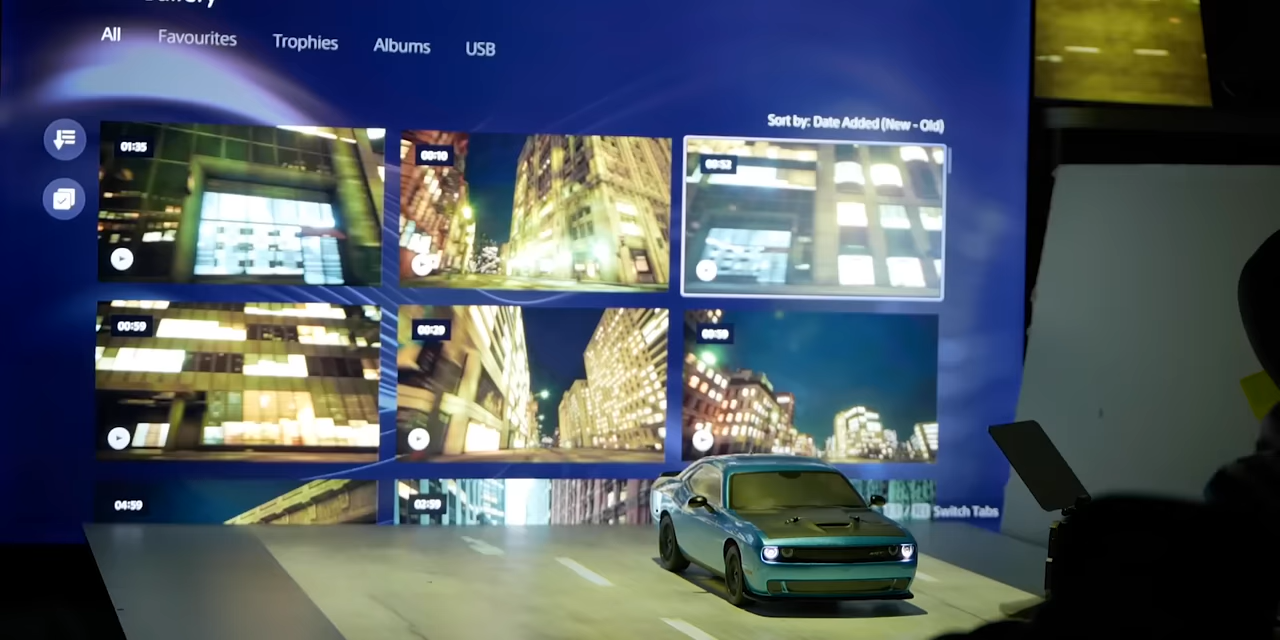 All Favourites Trophies Albums USB
Sort by: Date Added (New - Old)
01:35
00:10
00:52
00:59
00:29
00:59
04:59
02:59
Switch Tabs